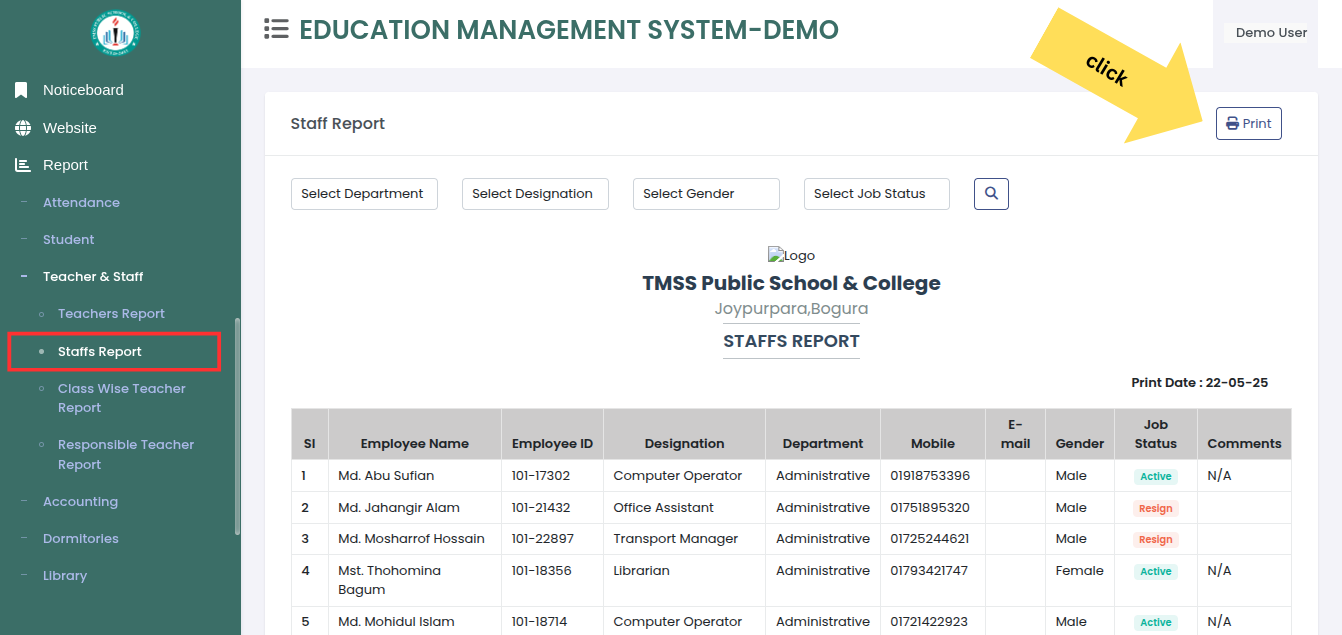 EDUCATION MANAGEMENT SYSTEM-DEMO
Demo User
click
Noticeboard
Website
Report
Attendance
Student
Teacher & Staff
Teachers Report
Staffs Report
Class Wise Teacher
Report
Responsible Teacher
Report
Accounting
Dormitories
Library
Staff Report
Print
Select Department Select Designation Select Gender Select Job Status
Logo
TMSS Public School & College
Joypurpara,Bogura
STAFFS REPORT
Print Date : 22-05-25
Sl Employee Name Employee ID Designation Department Mobile E-mail Gender Job Status Comments
1 Md. Abu Sufian 101-17302 Computer Operator Administrative 01918753396 Male Active N/A
2 Md. Jahangir Alam 101-21432 Office Assistant Administrative 01751895320 Male Resign
3 Md. Mosharrof Hossain 101-22897 Transport Manager Administrative 01725244621 Male Resign
4 Mst. Thohomina Bagum 101-18356 Librarian Administrative 01793421747 Female Active N/A
5 Md. Mohidul Islam 101-18714 Computer Operator Administrative 01721422923 Male Active N/A